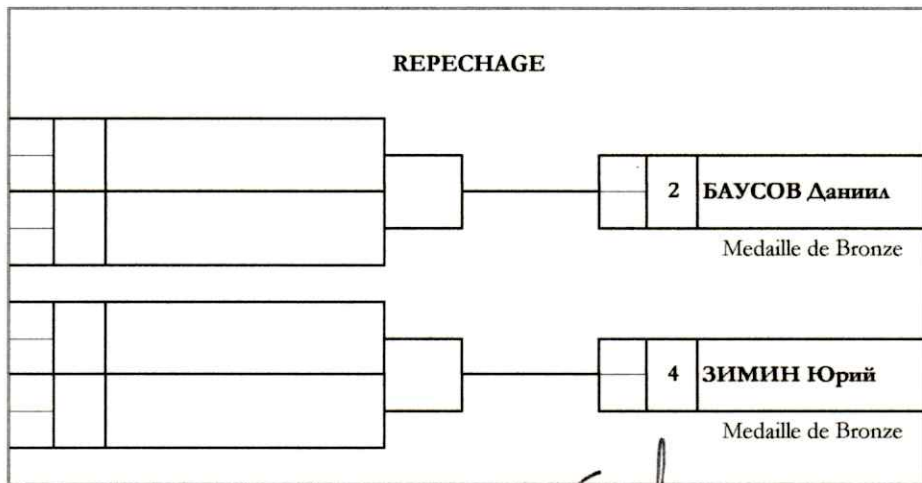 REPECHAGE
2 БАУСОВ Даниил
Medaille de Bronze
4 ЗИМИН Юрий
Medaille de Bronze